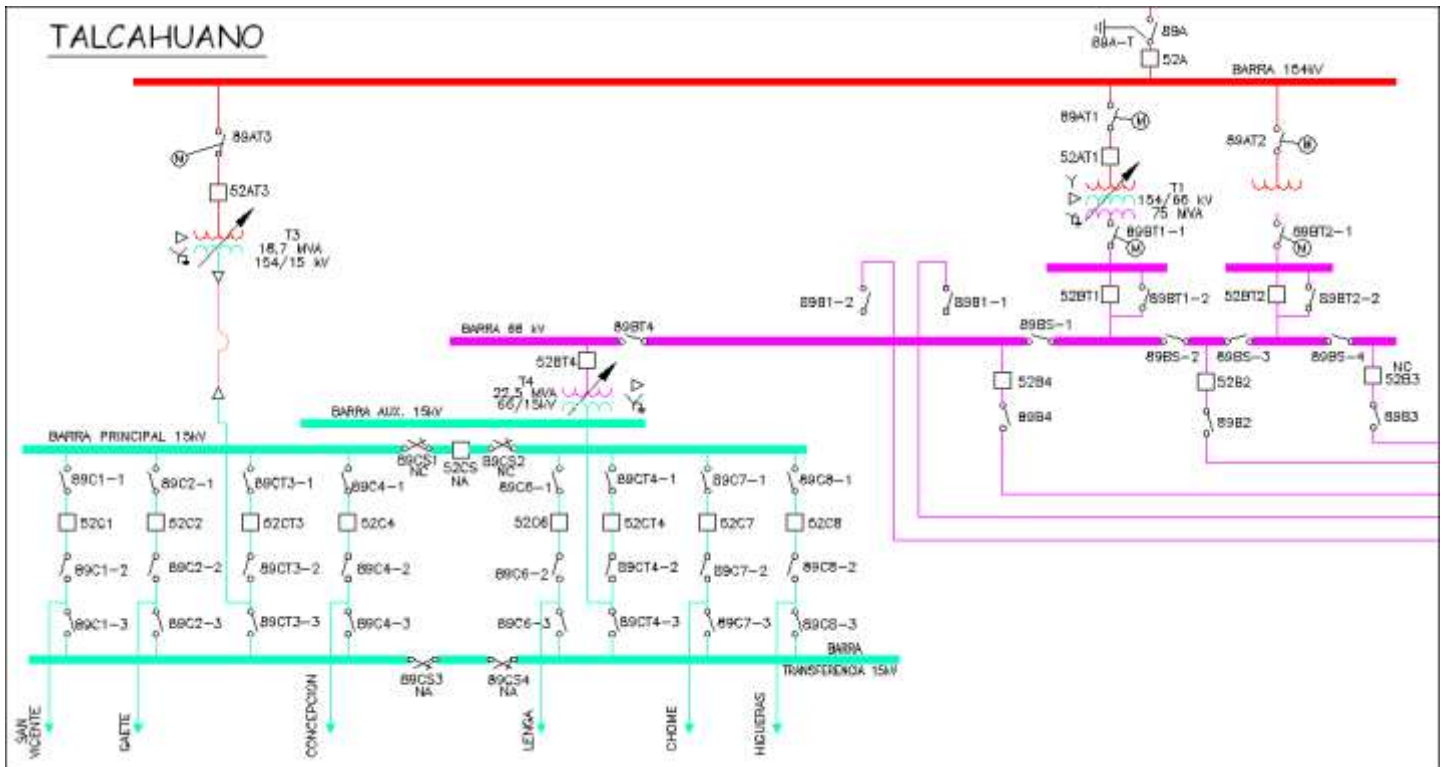 TALCAHUANO
89A
89A-T
52A
BARRA 154kV
89AT3
52AT3
T3
18,7 MVA
154/15 kV
89AT1
M
52AT1
T1
154/66 kV
75 MVA
89BT1-1
M
89AT2
89BT2-1
52BT1
89BT1-2
52BT2
89BT2-2
89B1-2
89B1-1
BARRA 66 kV
89BT4
89BS-1
89BS-2
89BS-3
89BS-4
52BT4
T4
22,5 MVA
66/15kV
52B4
52B2
NC
52B3
89B4
89B2
89B3
BARRA AUX. 15kV
BARRA PRINCIPAL 15kV
89CS1
NC
52CS
NA
89CS2
NC
89C1-1
89C2-1
89CT3-1
89C4-1
89C6-1
89CT4-1
89C7-1
89C8-1
52C1
52C2
52CT3
52C4
52C6
52CT4
52C7
52C8
89C1-2
89C2-2
89CT3-2
89C4-2
89C6-2
89CT4-2
89C7-2
89C8-2
89C1-3
89C2-3
89CT3-3
89C4-3
89C6-3
89CT4-3
89C7-3
89C8-3
BARRA
TRANSFERENCIA 15kV
89CS3
NA
89CS4
NA
SAN
VICENTE
GAETE
CONCEPCION
LENGA
CHOME
HIGUERAS